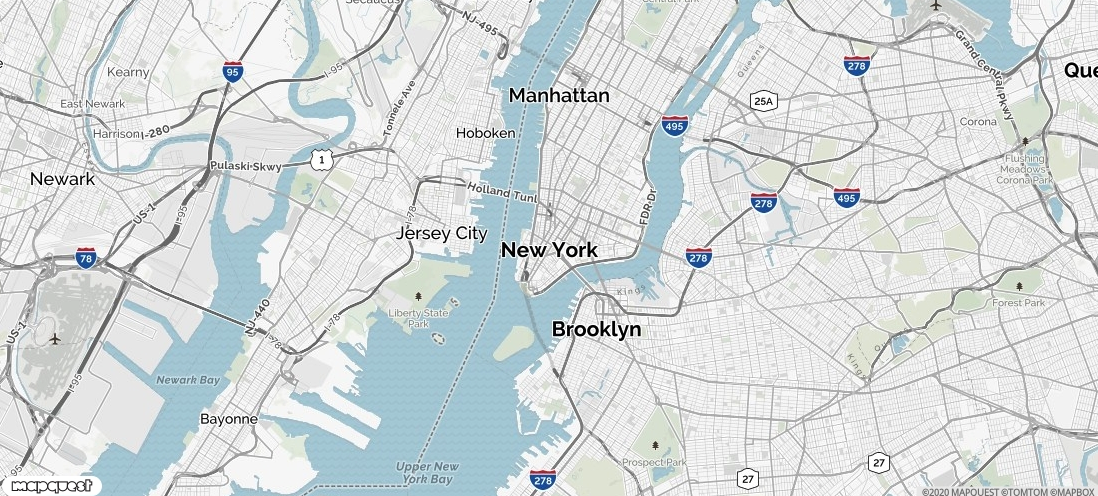 Secaucus
NJ-495
Kearny
95
I-95
278
Grand Central Pkwy
Que
East Newark
Manhattan
Queens
25A
Harrison
I-280
Tonnele Ave
Hoboken
495
Corona
Pulaski Skwy
1
Newark
Flushing
Meadows
Corona Park
US-1
I-95
Holland Tunl
I-78
FDR Dr
278
495
Jersey City
New York
78
278
Kings
Liberty State
Park
Forest Park
NJ-440
I-78
I-78
US-1
Brooklyn
Kings
I-95
Newark Bay
Bayonne
Upper New
York Bay
Prospect Park
27
27
278
I-95
mapquest
©2020 MAPQUEST ©TOMTOM ©MAPBOX